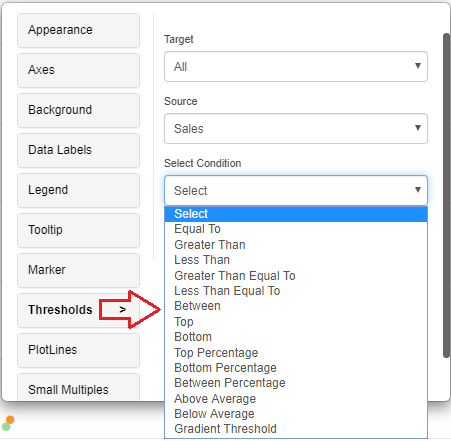 Appearance
Axes
Background
Data Labels
Legend
Tooltip
Marker
Thresholds >
PlotLines
Small Multiples
Target
All
Source
Sales
Select Condition
Select
Select
Equal To
Greater Than
Less Than
Greater Than Equal To
Less Than Equal To
Between
Top
Bottom
Top Percentage
Bottom Percentage
Between Percentage
Above Average
Below Average
Gradient Threshold